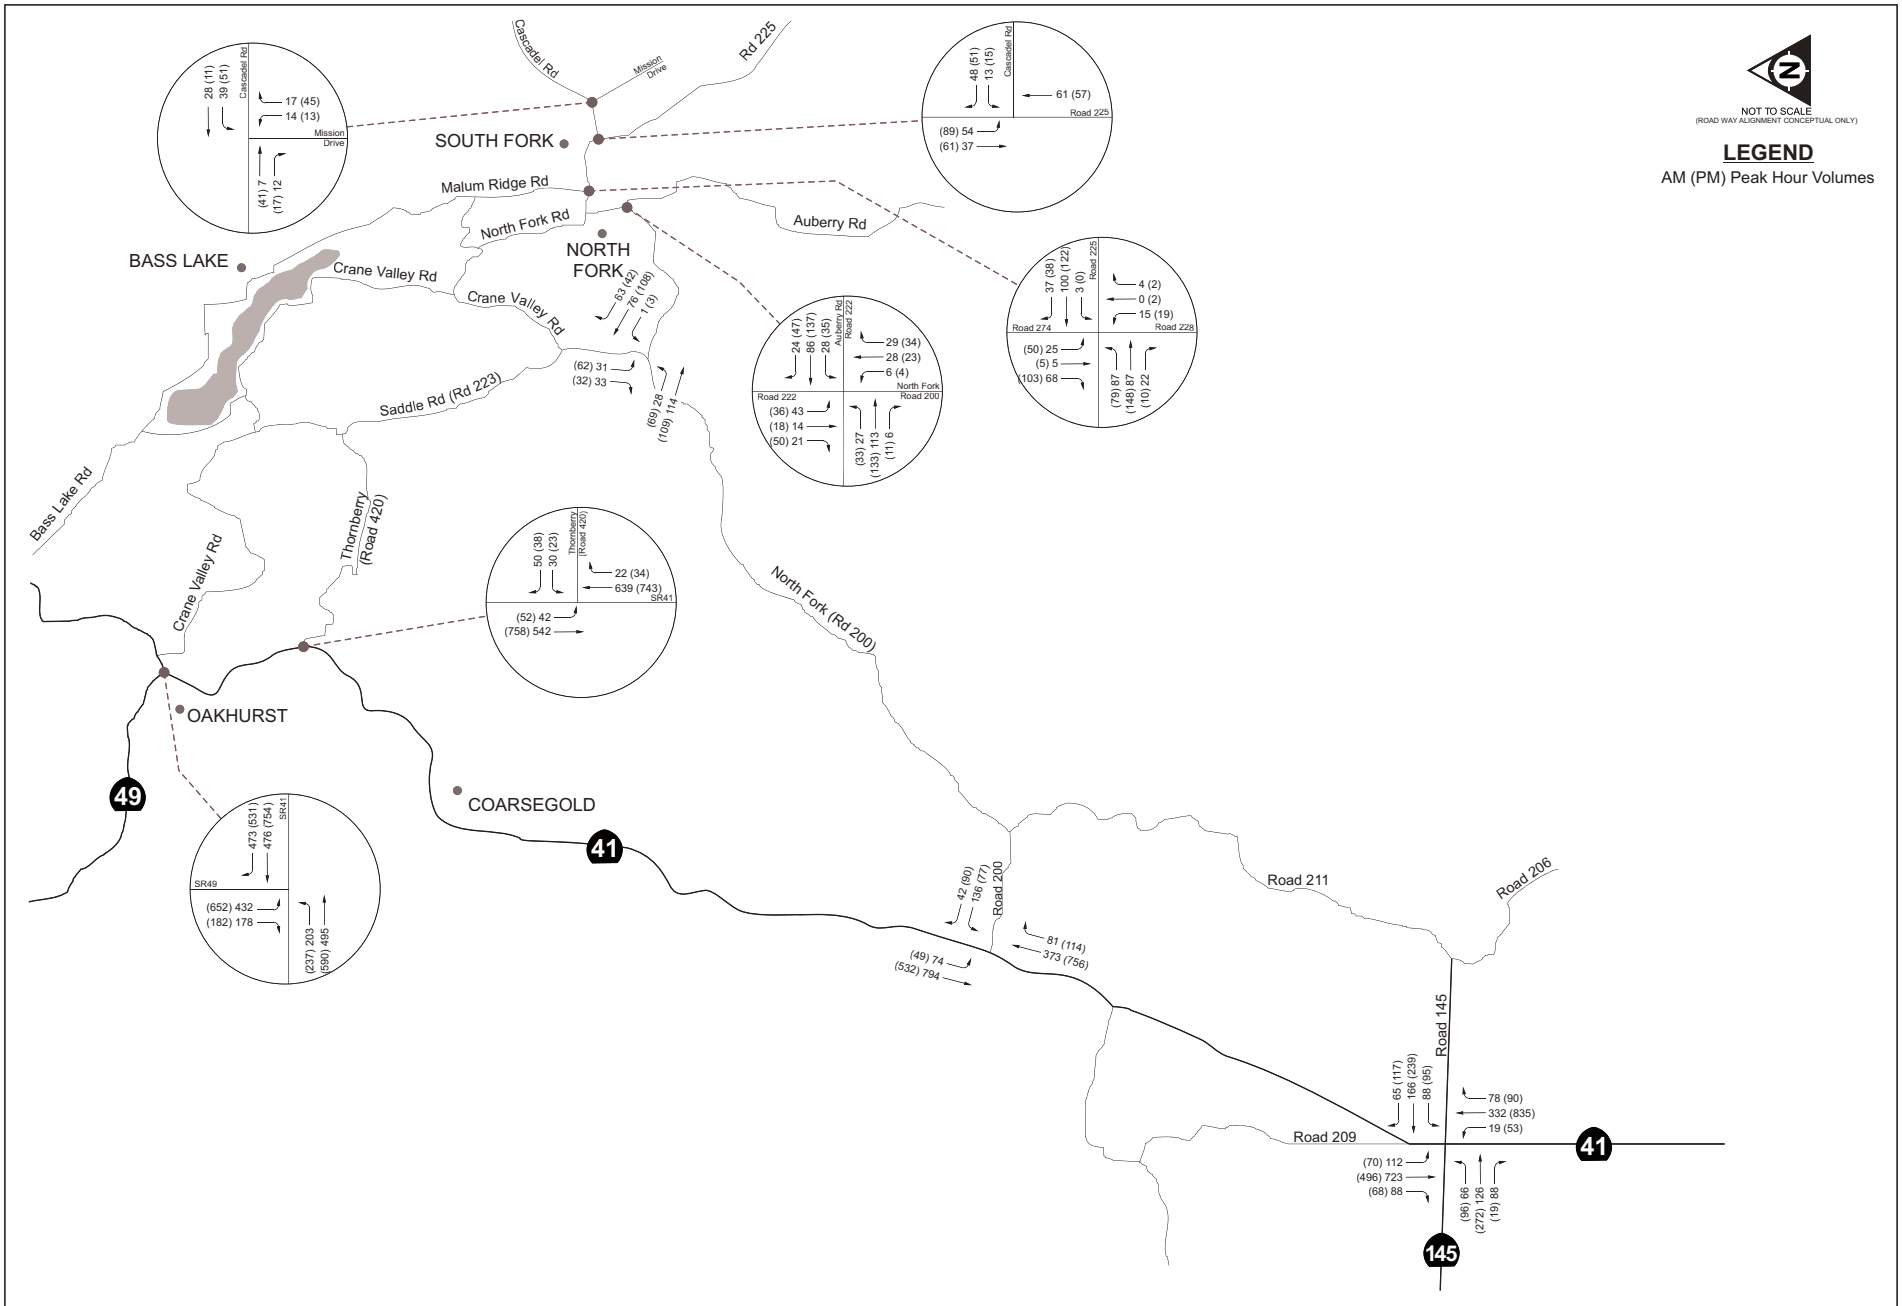 Cascadel Rd
Mission
Drive
Rd 225
28 (11)
39 (51)
Cascadel Rd
17 (45)
14 (13)
Mission
Drive
(41) 7
(17) 12
48 (51)
13 (15)
Cascadel Rd
61 (57)
Road 225
(89) 54
(61) 37
N
NOT TO SCALE
(ROAD WAY ALIGNMENT CONCEPTUAL ONLY)
LEGEND
AM (PM) Peak Hour Volumes
SOUTH FORK
Malum Ridge Rd
North Fork Rd
NORTH
FORK
Auberry Rd
BASS LAKE
Crane Valley Rd
Crane Valley Rd
63 (42)
76 (108)
1 (3)
(62) 31
(32) 33
(69) 28
(109) 114
37 (38)
100 (122)
3 (0)
Road 225
4 (2)
0 (2)
15 (19)
Road 274
Road 228
(50) 25
(5) 5
(103) 68
(79) 87
(148) 87
(10) 22
24 (47)
86 (137)
28 (35)
Auberry Rd
Road 222
29 (34)
28 (23)
6 (4)
North Fork
Road 222
Road 200
(36) 43
(18) 14
(50) 21
(33) 27
(133) 113
(11) 6
Saddle Rd (Rd 223)
Bass Lake Rd
Thornberry
(Road 420)
Crane Valley Rd
50 (38)
30 (23)
Thornberry
(Road 420)
22 (34)
639 (743)
SR41
(52) 42
(758) 542
North Fork (Rd 200)
OAKHURST
COARSEGOLD
49
41
473 (531)
476 (754)
SR41
SR49
(652) 432
(182) 178
(237) 203
(590) 495
42 (90)
136 (77)
Road 200
81 (114)
373 (756)
(49) 74
(532) 794
Road 211
Road 206
Road 145
65 (117)
166 (239)
88 (95)
78 (90)
332 (835)
19 (53)
Road 209
41
(70) 112
(496) 723
(68) 88
(96) 66
(272) 126
(19) 88
145